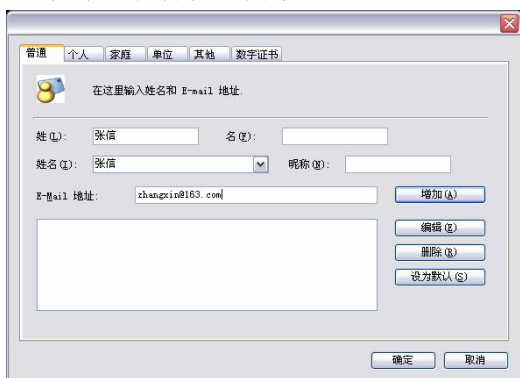 普通 个人 家庭 单位 其他 数字证书
在这里输入姓名和 E-mail 地址.
姓(L): 张信 名(F):
姓名(I): 张信 昵称(N):
E-Mail 地址: zhangxin@163.com 增加(A)
编辑(E)
删除(R)
设为默认(S)
确定 取消